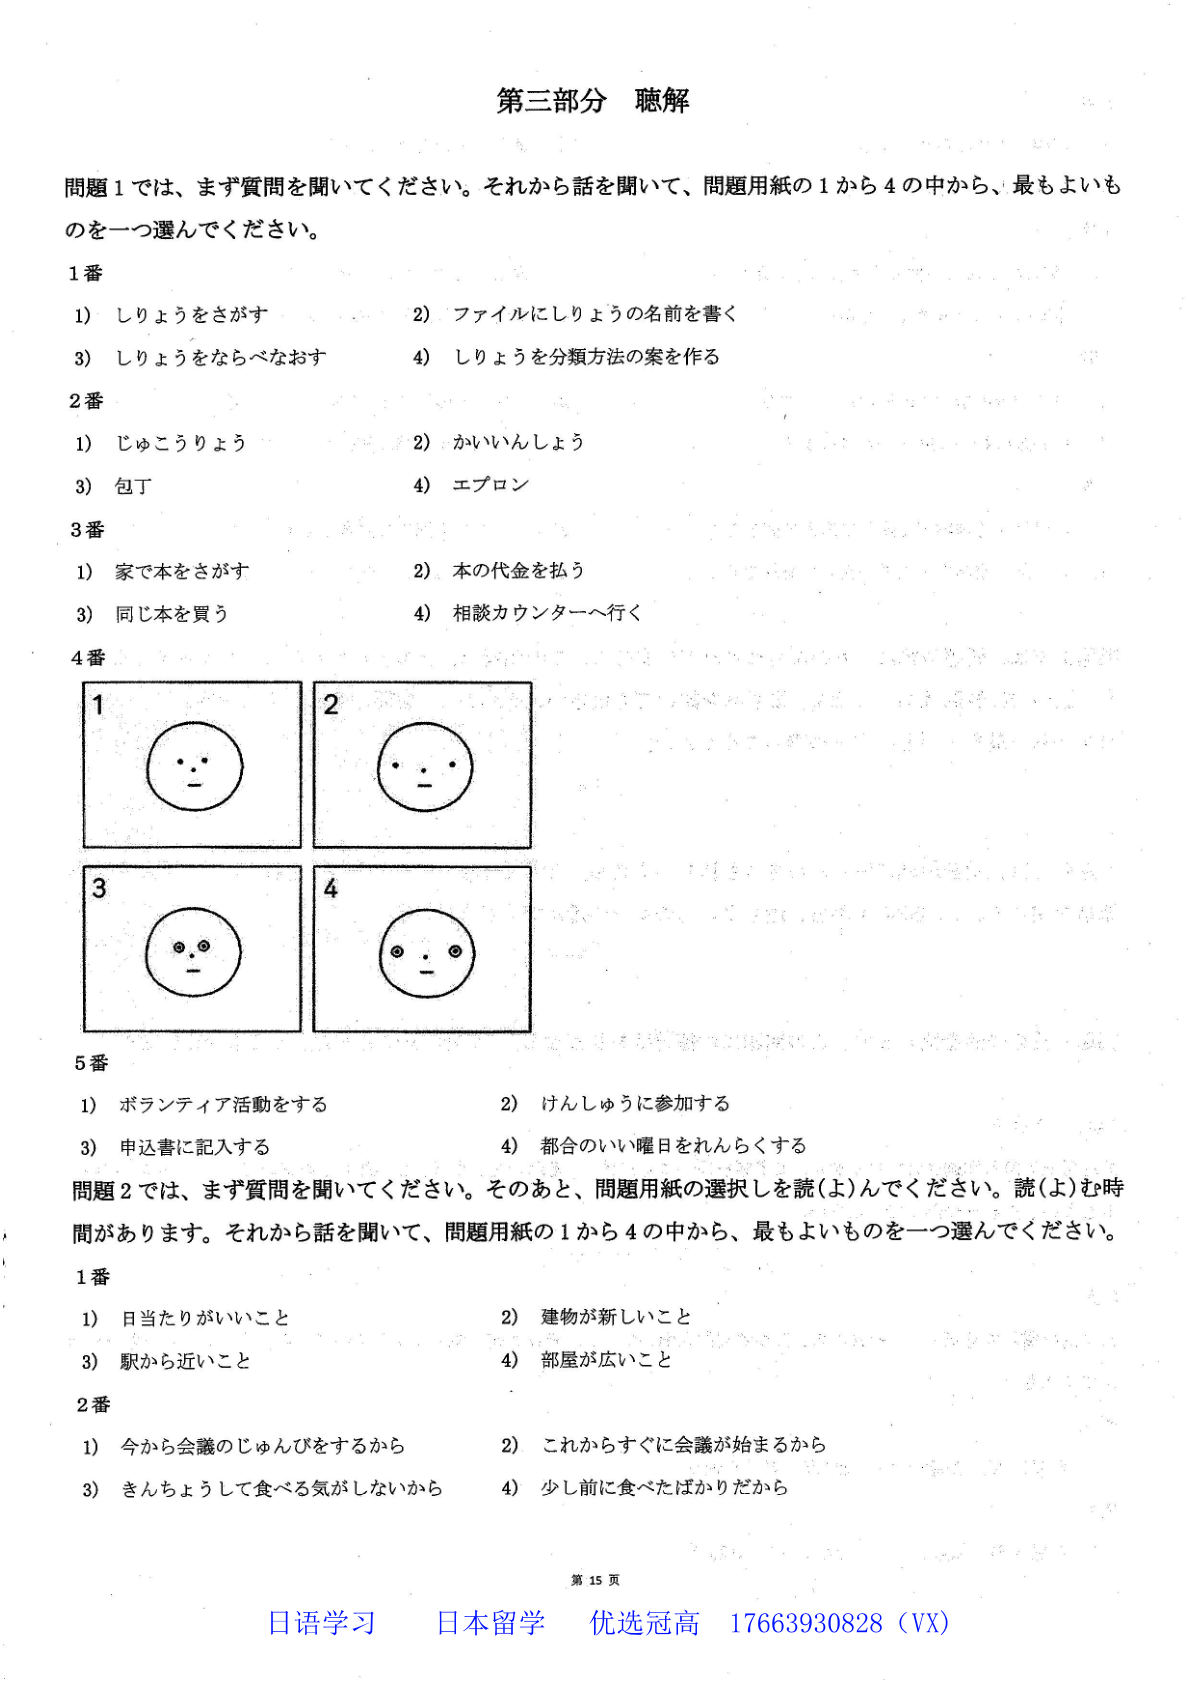 第三部分　聴解
問題1では、まず質問を聞いてください。それから話を聞いて、問題用紙の1から4の中から、最もよいも
のを一つ選んでください。
1番
1)　しりょうをさがす　2)　ファイルにしりょうの名前を書く
3)　しりょうをならべなおす　4)　しりょうを分類方法の案を作る
2番
1)　じゅこうりょう　2)　かいいんしょう
3)　包丁　4)　エプロン
3番
1)　家で本をさがす　2)　本の代金を払う
3)　同じ本を買う　4)　相談カウンターへ行く
4番
1　2
3　4
5番
1)　ボランティア活動をする　2)　けんしゅうに参加する
3)　申込書に記入する　4)　都合のいい曜日をれんらくする
問題2では、まず質問を聞いてください。そのあと、問題用紙の選択しを読(よ)んでください。読(よ)む時
間があります。それから話を聞いて、問題用紙の1から4の中から、最もよいものを一つ選んでください。
1番
1)　日当たりがいいこと　2)　建物が新しいこと
3)　駅から近いこと　4)　部屋が広いこと
2番
1)　今から会議のじゅんびをするから　2)　これからすぐに会議が始まるから
3)　きんちょうして食べる気がしないから　4)　少し前に食べたばかりだから
第 15 页
日语学习　日本留学　优选冠高　17663930828（VX)